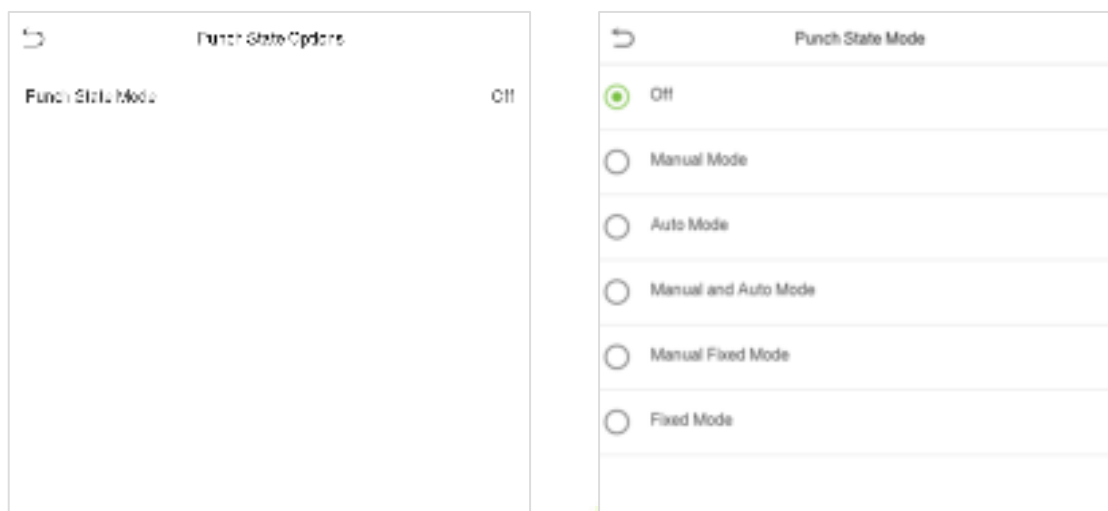 Punch State Options
Punch State Mode Off
Punch State Mode
Off
Manual Mode
Auto Mode
Manual and Auto Mode
Manual Fixed Mode
Fixed Mode